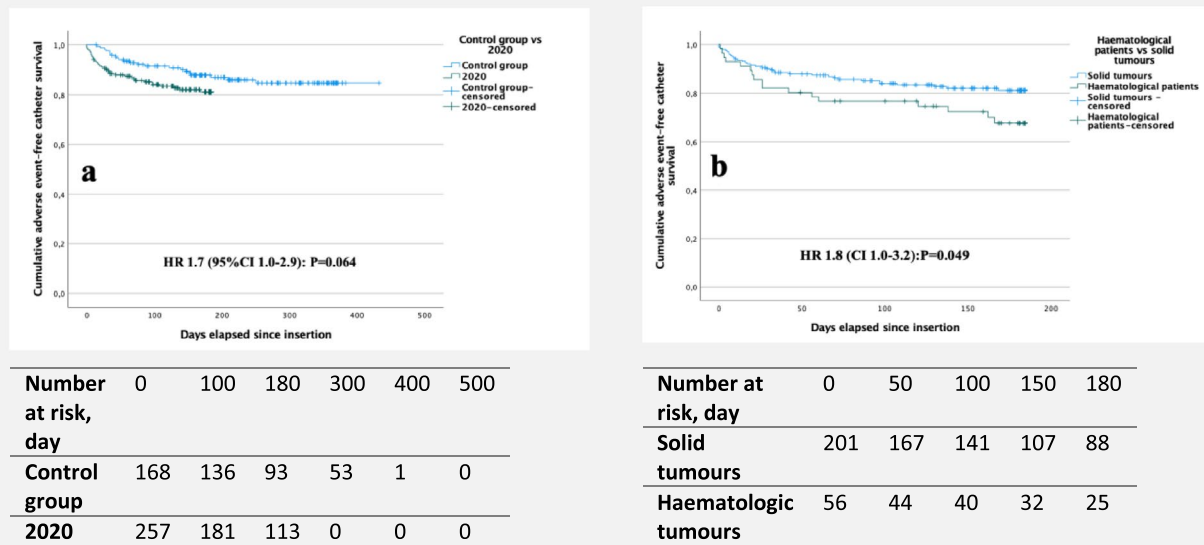 Control group vs
2020
Control group
2020
Control group-
censored
2020-censored
Cumulative adverse event-free catheter survival
1,0
0,8
0,6
0,4
0,2
0,0
a
HR 1.7 (95%CI 1.0-2.9): P=0.064
0 100 200 300 400 500
Days elapsed since insertion
Number at risk, day 0 100 180 300 400 500
Control group 168 136 93 53 1 0
2020 257 181 113 0 0 0
Haematological
patients vs solid
tumours
Solid tumours
Haematological patients
Solid tumours -
censored
Haematological
patients-censored
Cumulative adverse event-free catheter
survival
1,0
0,8
0,6
0,4
0,2
0,0
b
HR 1.8 (CI 1.0-3.2):P=0.049
0 50 100 150 200
Days elapsed since insertion
Number at risk, day 0 50 100 150 180
Solid tumours 201 167 141 107 88
Haematologic tumours 56 44 40 32 25